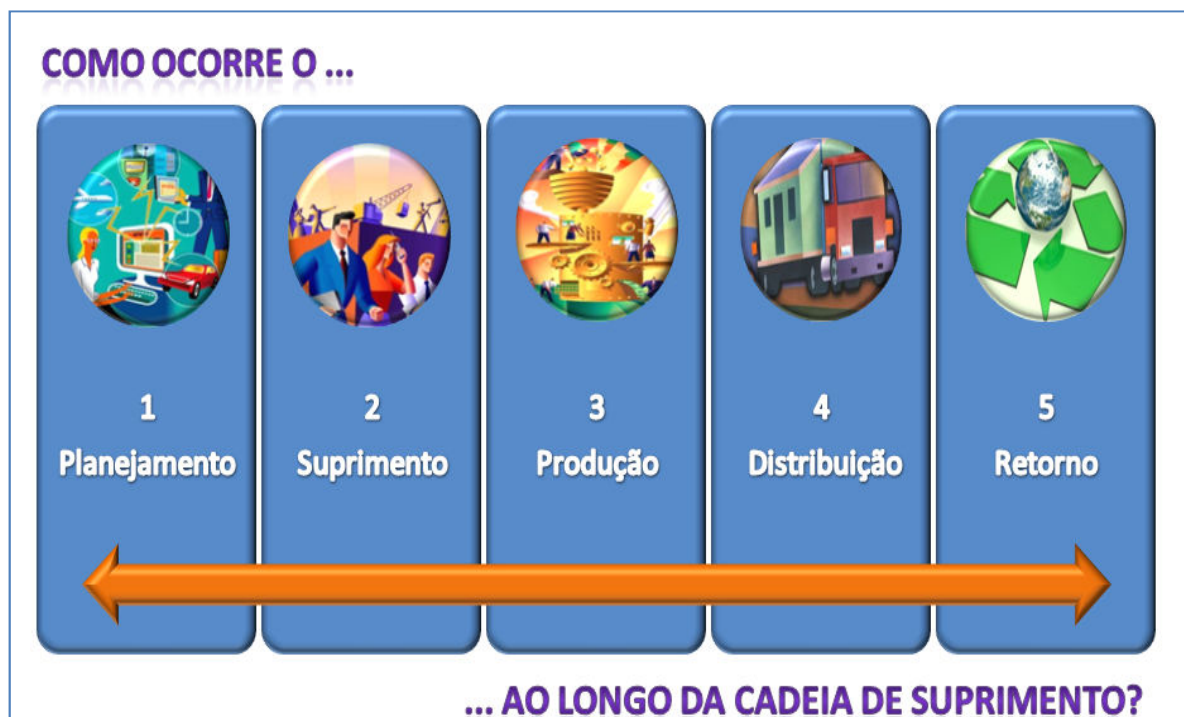 COMO OCORRE O ...
1
Planejamento
2
Suprimento
3
Produção
4
Distribuição
5
Retorno
... AO LONGO DA CADEIA DE SUPRIMENTO?